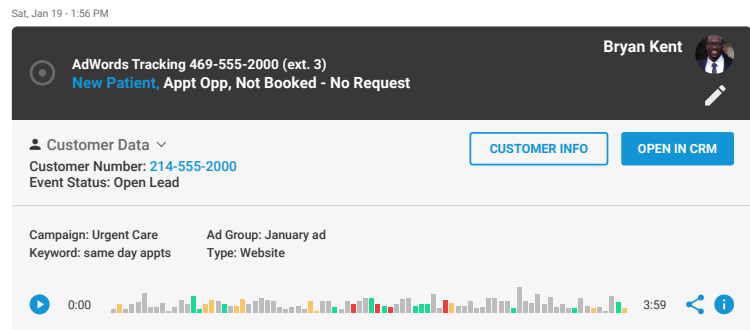 Sat, Jan 19 - 1:56 PM
Bryan Kent
AdWords Tracking 469-555-2000 (ext. 3)
New Patient, Appt Opp, Not Booked - No Request
Customer Data
CUSTOMER INFO
OPEN IN CRM
Customer Number: 214-555-2000
Event Status: Open Lead
Campaign: Urgent Care
Ad Group: January ad
Keyword: same day appts
Type: Website
0:00
3:59